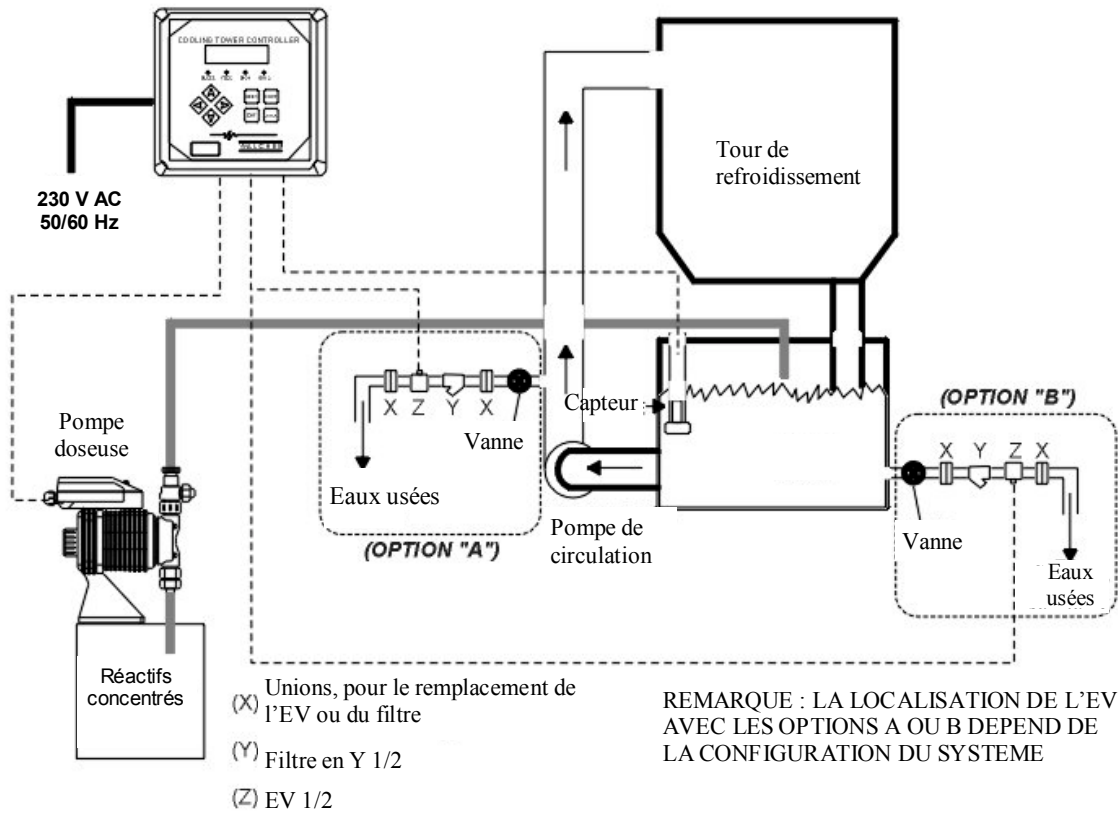 COOLING TOWER CONTROLLER
230 V AC
50/60 Hz
Tour de
refroidissement
Capteur
(OPTION "B")
Pompe
doseuse
X Z Y X
Vanne
X Y Z X
Eaux usées
(OPTION "A")
Pompe de
circulation
Vanne
Eaux
usées
Réactifs
concentrés
(X) Unions, pour le remplacement de
l'EV ou du filtre
(Y) Filtre en Y 1/2
(Z) EV 1/2
REMARQUE : LA LOCALISATION DE L'EV
AVEC LES OPTIONS A OU B DEPEND DE
LA CONFIGURATION DU SYSTEME